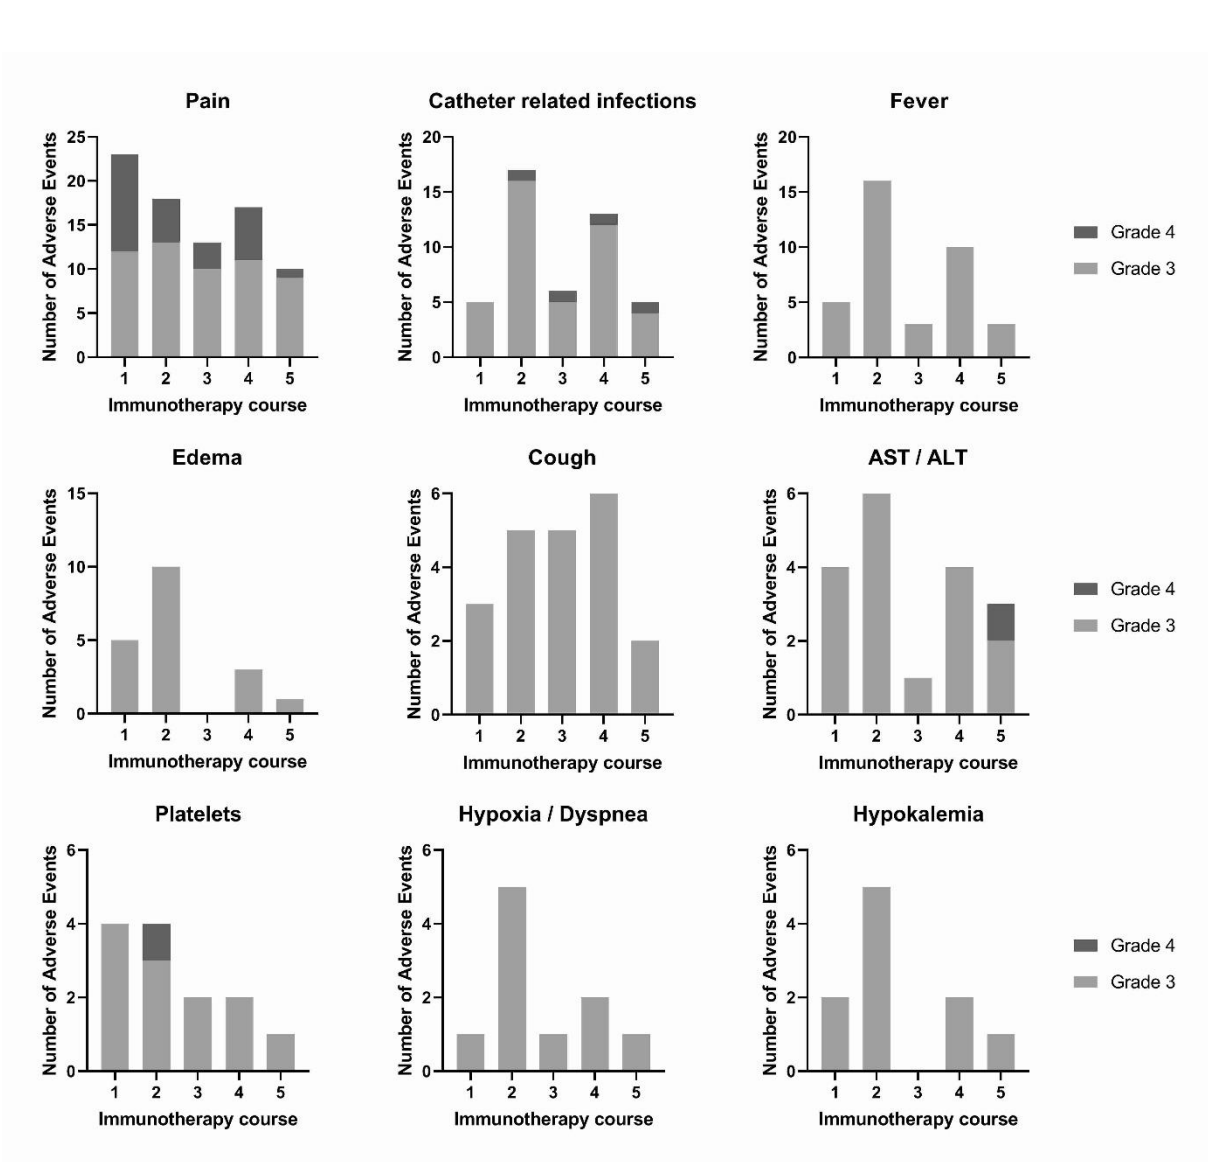 Pain
Number of Adverse Events
25
20
15
10
5
0
1 2 3 4 5
Immunotherapy course
Catheter related infections
Number of Adverse Events
20
15
10
5
0
1 2 3 4 5
Immunotherapy course
Fever
Number of Adverse Events
20
15
10
5
0
1 2 3 4 5
Immunotherapy course
Grade 4
Grade 3
Edema
Number of Adverse Events
15
10
5
0
1 2 3 4 5
Immunotherapy course
Cough
Number of Adverse Events
6
4
2
0
1 2 3 4 5
Immunotherapy course
AST / ALT
Number of Adverse Events
6
4
2
0
1 2 3 4 5
Immunotherapy course
Grade 4
Grade 3
Platelets
Number of Adverse Events
6
4
2
0
1 2 3 4 5
Immunotherapy course
Hypoxia / Dyspnea
Number of Adverse Events
6
4
2
0
1 2 3 4 5
Immunotherapy course
Hypokalemia
Number of Adverse Events
6
4
2
0
1 2 3 4 5
Immunotherapy course
Grade 4
Grade 3